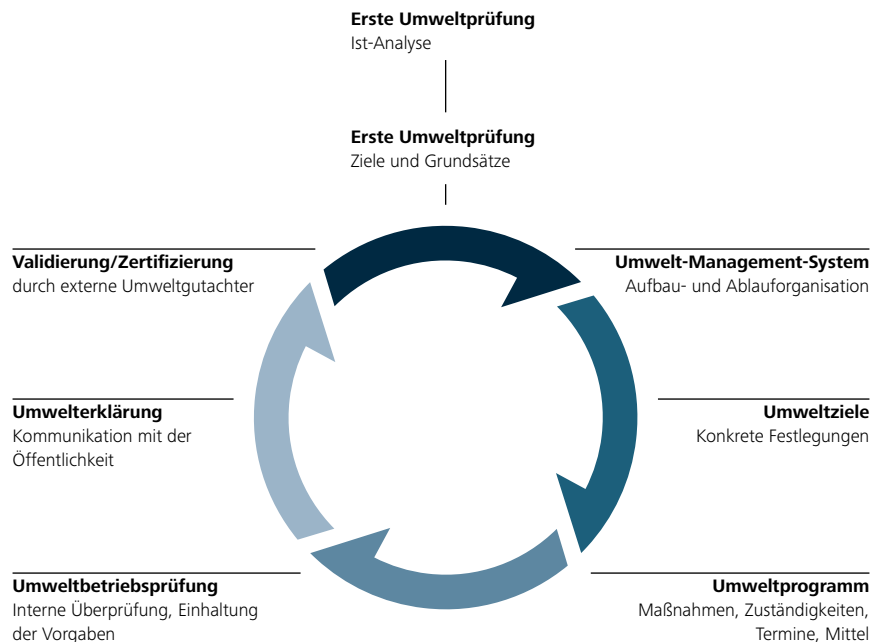 Erste Umweltprüfung
Ist-Analyse
Erste Umweltprüfung
Ziele und Grundsätze
Validierung/Zertifizierung
durch externe Umweltgutachter
Umwelt-Management-System
Aufbau- und Ablauforganisation
Umwelterklärung
Kommunikation mit der
Öffentlichkeit
Umweltziele
Konkrete Festlegungen
Umweltbetriebsprüfung
Interne Überprüfung, Einhaltung
der Vorgaben
Umweltprogramm
Maßnahmen, Zuständigkeiten,
Termine, Mittel